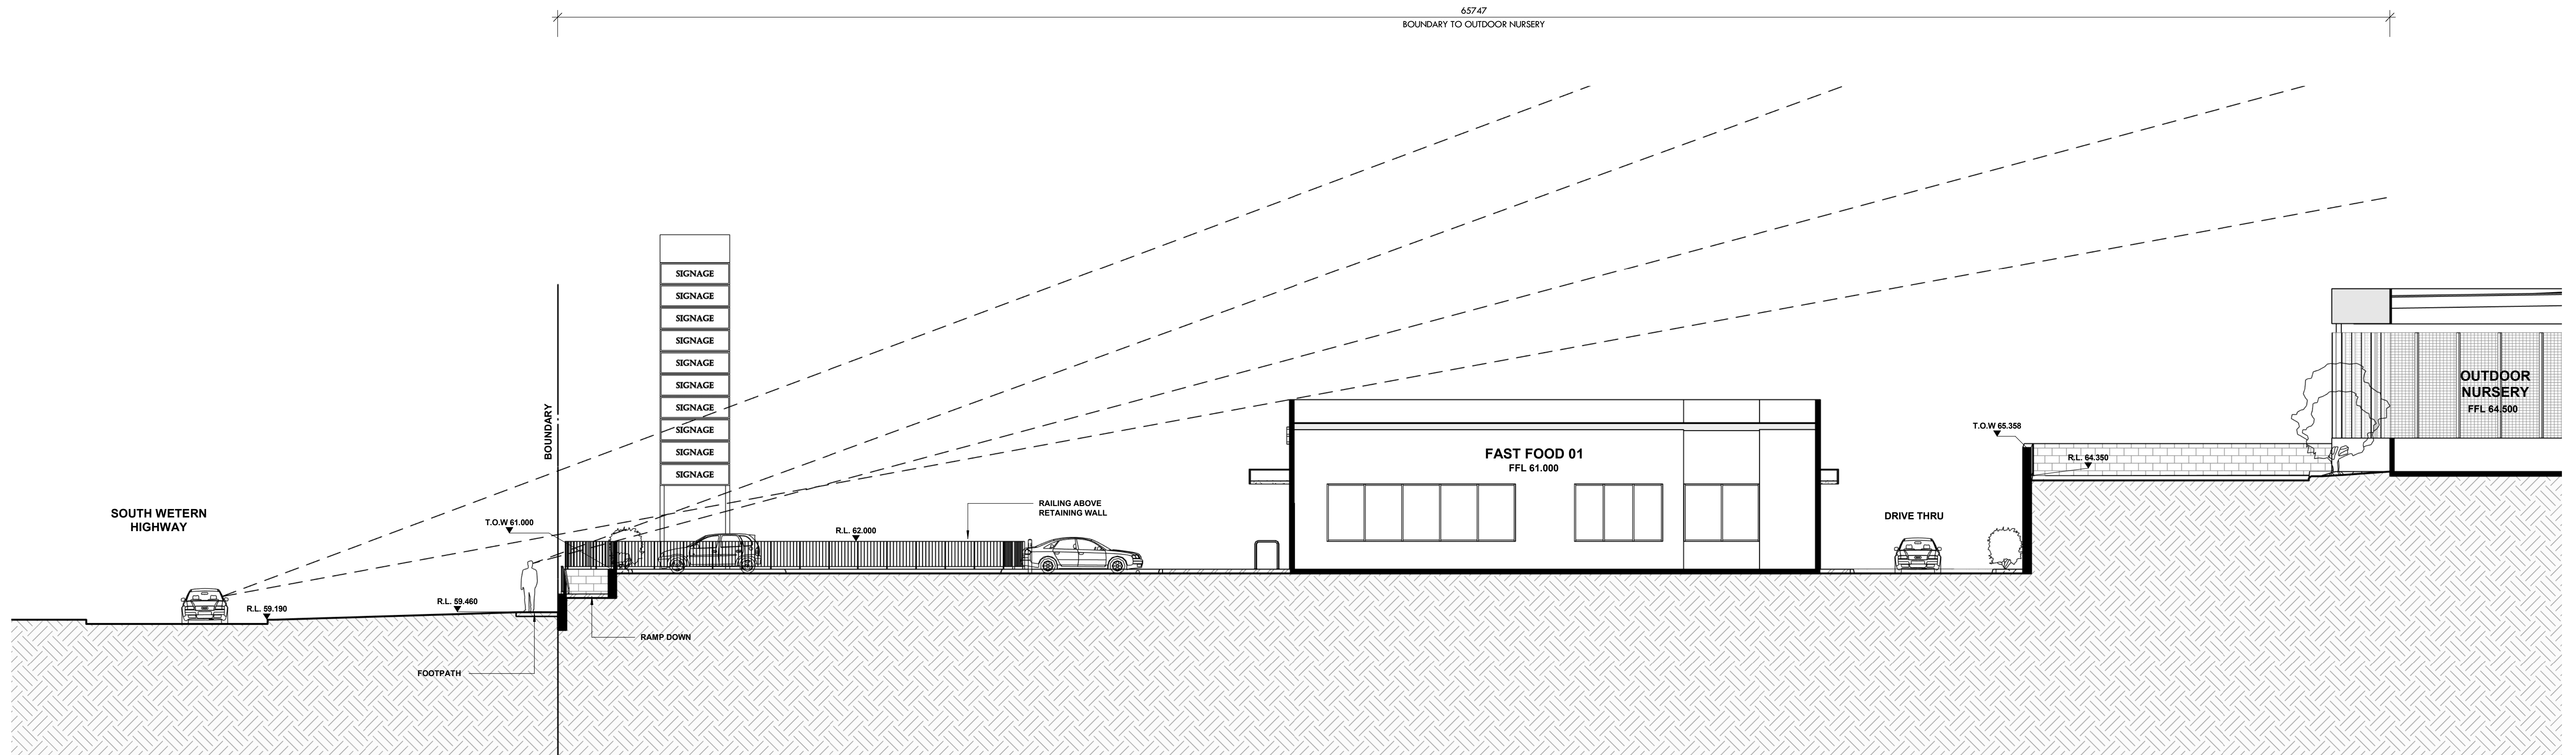 65747
BOUNDARY TO OUTDOOR NURSERY
SIGNAGE
SIGNAGE
SIGNAGE
SIGNAGE
SIGNAGE
SIGNAGE
SIGNAGE
SIGNAGE
SIGNAGE
SIGNAGE
BOUNDARY
SOUTH WETERN
HIGHWAY
R.L. 59.190
R.L. 59.460
T.O.W 61.000
FOOTPATH
RAMP DOWN
R.L. 62.000
RAILING ABOVE
RETAINING WALL
FAST FOOD 01
FFL 61.000
DRIVE THRU
T.O.W 65.358
R.L. 64.350
OUTDOOR
NURSERY
FFL 64.500